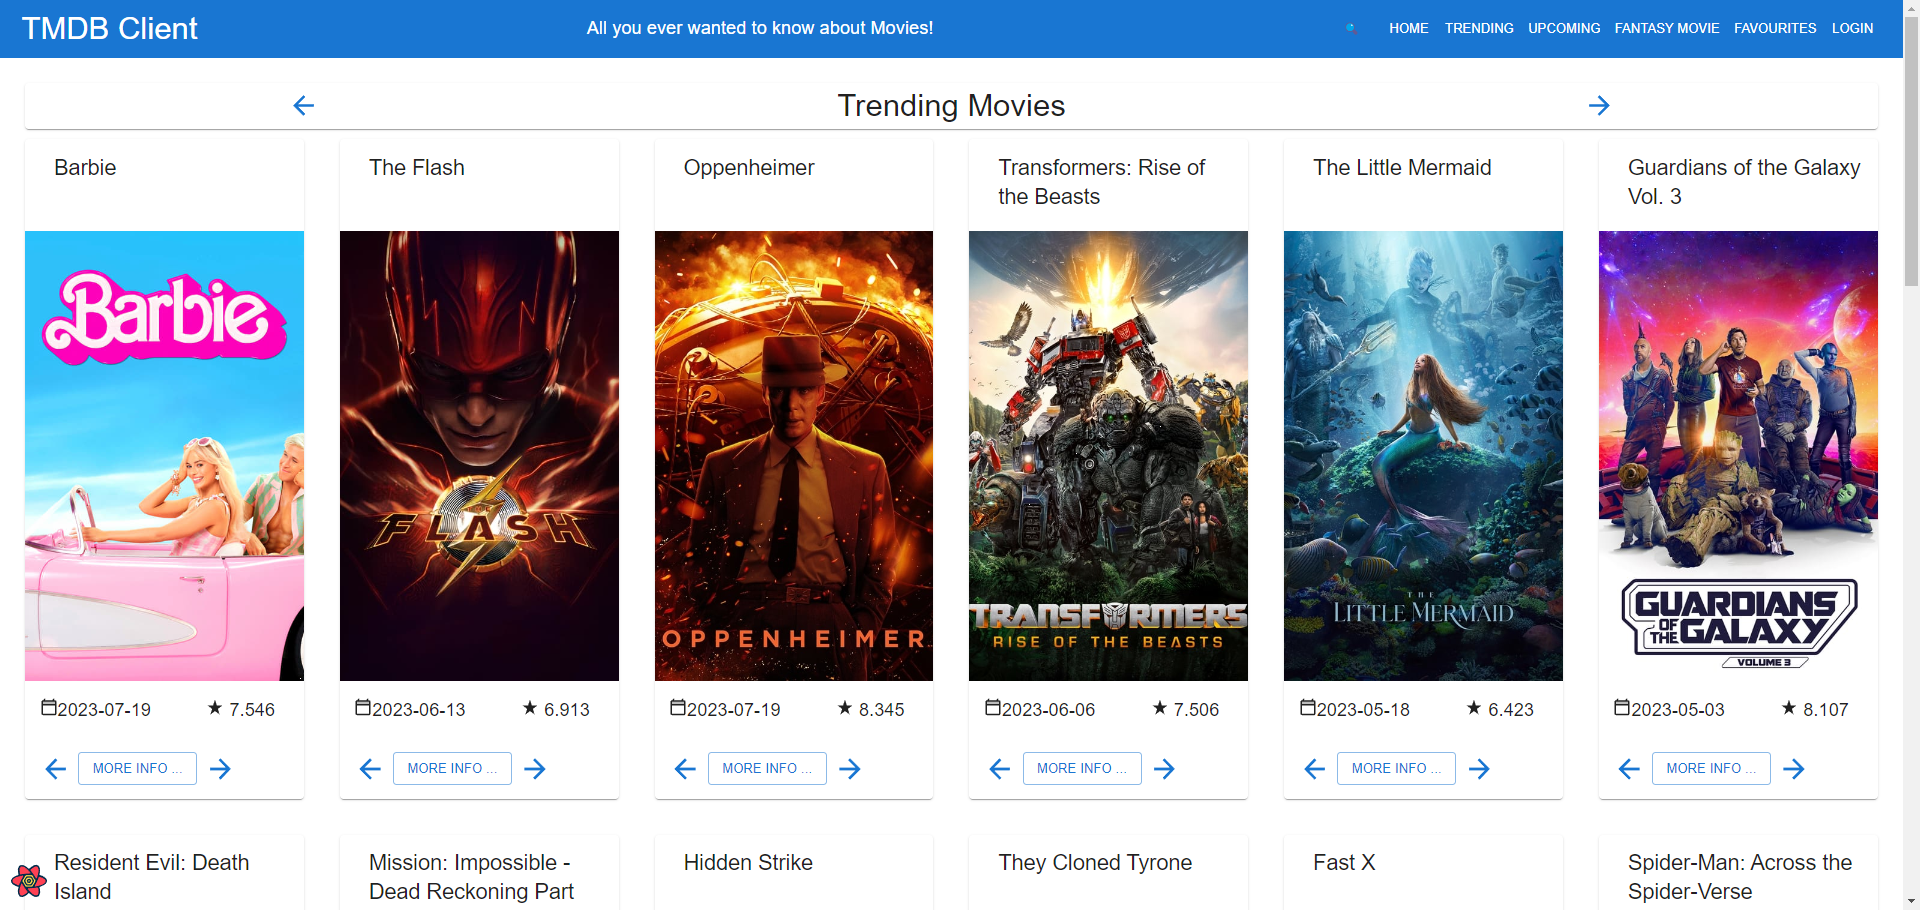 TMDB Client
All you ever wanted to know about Movies!
HOME TRENDING UPCOMING FANTASY MOVIE FAVOURITES LOGIN
Trending Movies
Barbie
The Flash
Oppenheimer
Transformers: Rise of
the Beasts
The Little Mermaid
Guardians of the Galaxy
Vol. 3
Barbie
FLASH
OPPENHEIMER
TRANSFORMERS
RISE OF THE BEASTS
THE
LITTLE MERMAID
GUARDIANS
OF THE GALAXY
VOLUME 3
2023-07-19 ★ 7.546
2023-06-13 ★ 6.913
2023-07-19 ★ 8.345
2023-06-06 ★ 7.506
2023-05-18 ★ 6.423
2023-05-03 ★ 8.107
MORE INFO ...
MORE INFO ...
MORE INFO ...
MORE INFO ...
MORE INFO ...
MORE INFO ...
Resident Evil: Death
Island
Mission: Impossible -
Dead Reckoning Part
Hidden Strike
They Cloned Tyrone
Fast X
Spider-Man: Across the
Spider-Verse